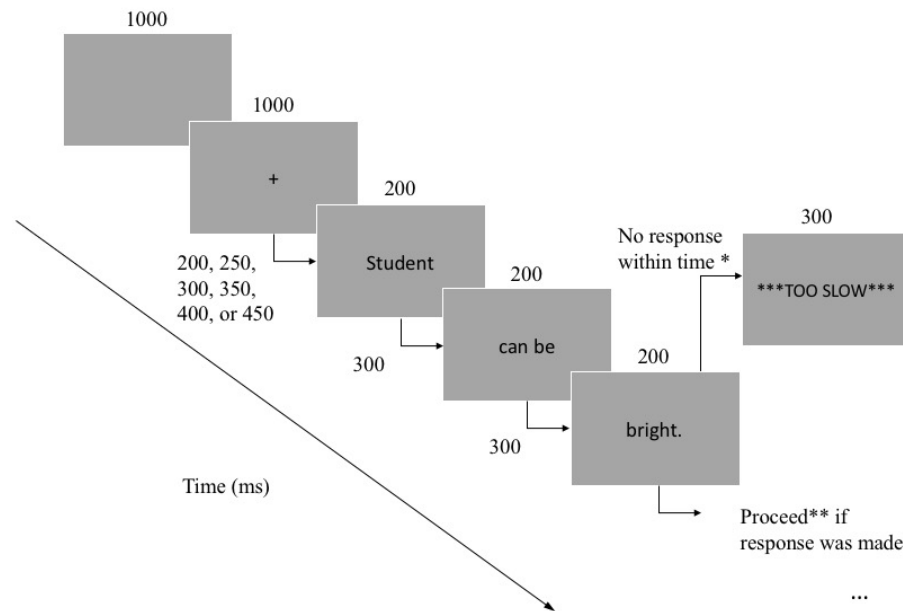 1000
1000
+
200
200, 250,
300, 350,
400, or 450
Student
300
200
can be
300
200
bright.
No response
within time *
300
***TOO SLOW***
Proceed** if
response was made
Time (ms)
...